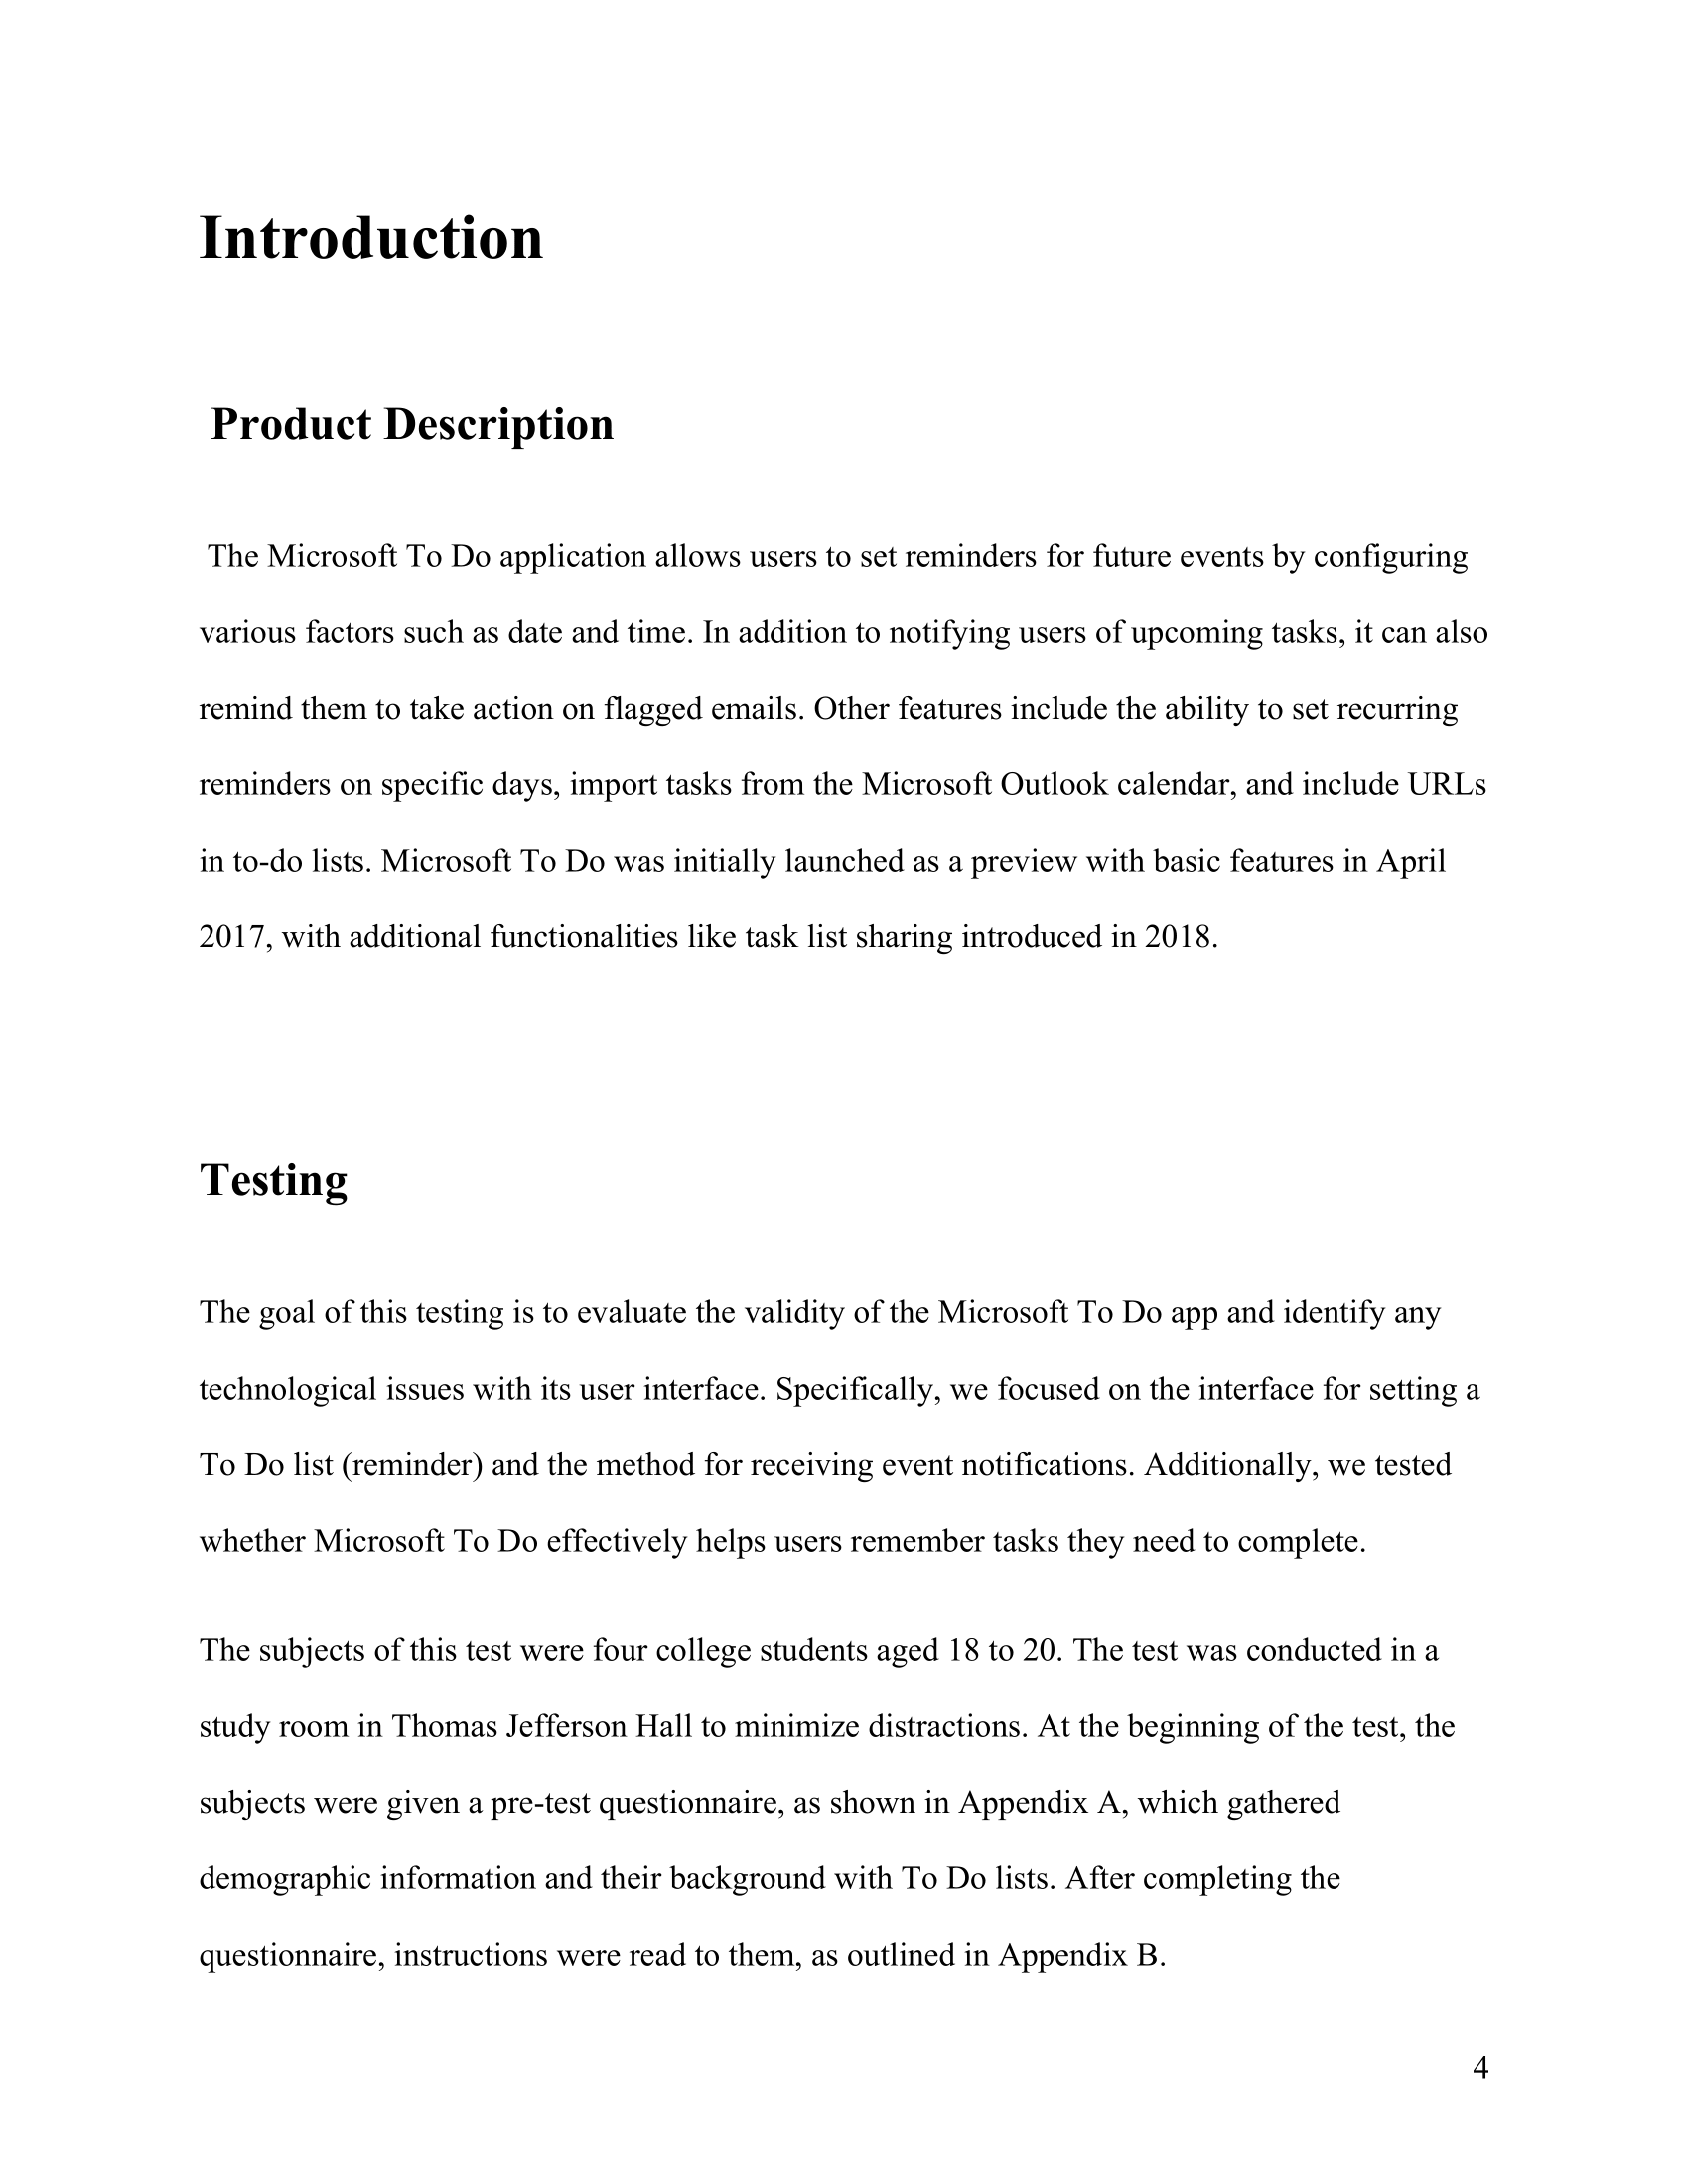 Introduction
Product Description
The Microsoft To Do application allows users to set reminders for future events by configuring
various factors such as date and time. In addition to notifying users of upcoming tasks, it can also
remind them to take action on flagged emails. Other features include the ability to set recurring
reminders on specific days, import tasks from the Microsoft Outlook calendar, and include URLs
in to-do lists. Microsoft To Do was initially launched as a preview with basic features in April
2017, with additional functionalities like task list sharing introduced in 2018.
Testing
The goal of this testing is to evaluate the validity of the Microsoft To Do app and identify any
technological issues with its user interface. Specifically, we focused on the interface for setting a
To Do list (reminder) and the method for receiving event notifications. Additionally, we tested
whether Microsoft To Do effectively helps users remember tasks they need to complete.
The subjects of this test were four college students aged 18 to 20. The test was conducted in a
study room in Thomas Jefferson Hall to minimize distractions. At the beginning of the test, the
subjects were given a pre-test questionnaire, as shown in Appendix A, which gathered
demographic information and their background with To Do lists. After completing the
questionnaire, instructions were read to them, as outlined in Appendix B.
4